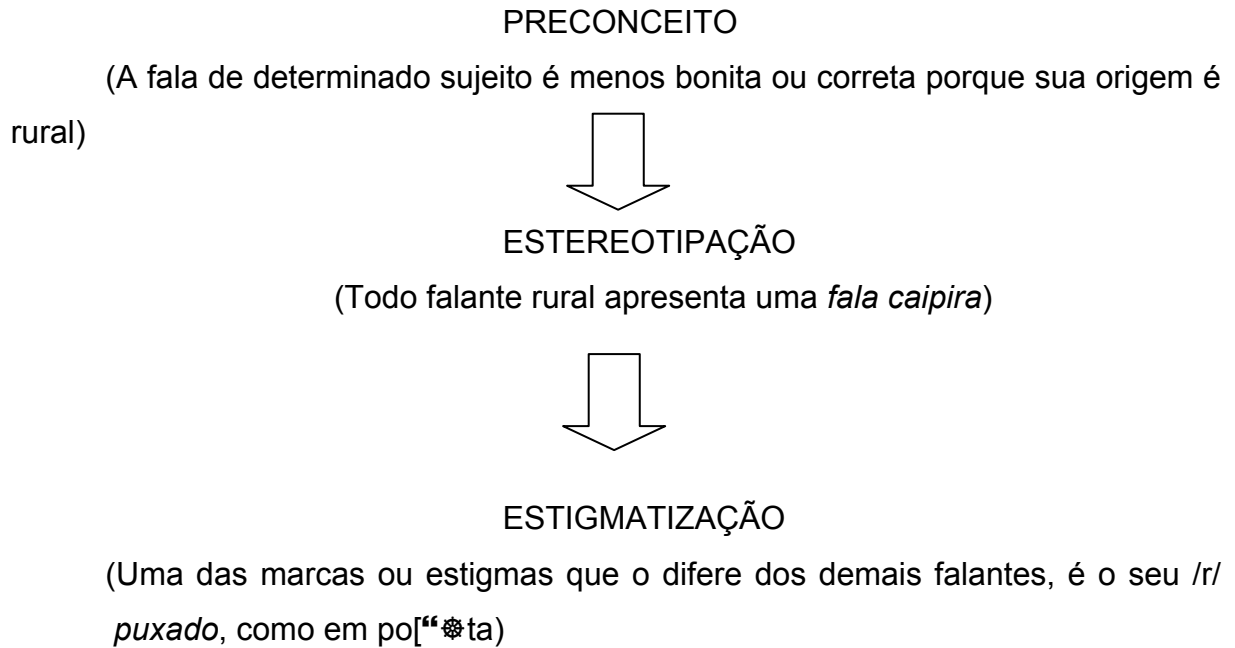 PRECONCEITO
(A fala de determinado sujeito é menos bonita ou correta porque sua origem é
rural)
ESTEREOTIPAÇÃO
(Todo falante rural apresenta uma fala caipira)
ESTIGMATIZAÇÃO
(Uma das marcas ou estigmas que o difere dos demais falantes, é o seu /r/
puxado, como em po[“☸ta)